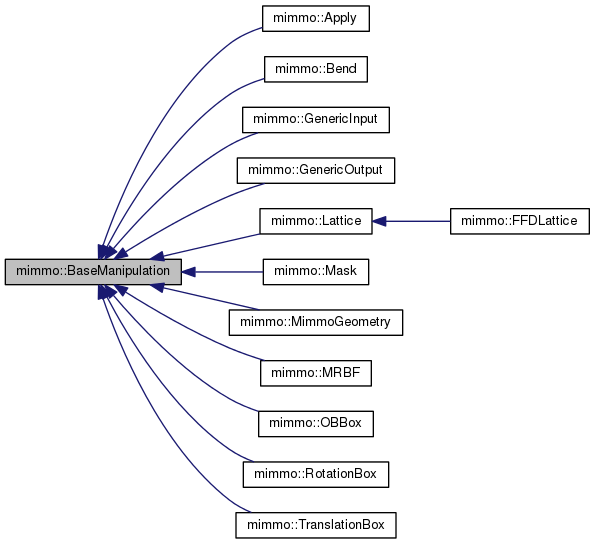 mimmo::Apply
mimmo::Bend
mimmo::GenericInput
mimmo::GenericOutput
mimmo::Lattice
mimmo::FFDLattice
mimmo::BaseManipulation
mimmo::Mask
mimmo::MimmoGeometry
mimmo::MRBF
mimmo::OBBox
mimmo::RotationBox
mimmo::TranslationBox